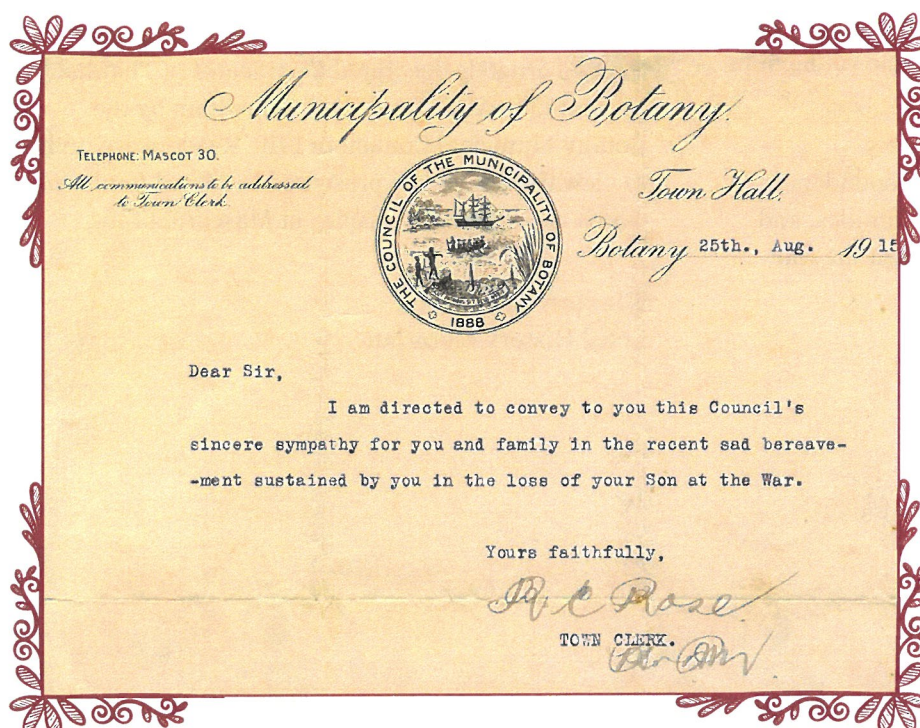 Municipality of Botany.
TELEPHONE: MASCOT 30.
All communications to be addressed
to Town Clerk.
THE COUNCIL OF THE MUNICIPALITY OF BOTANY
1888
Town Hall,
Botany 25th., Aug. 1915
Dear Sir,
I am directed to convey to you this Council's
sincere sympathy for you and family in the recent sad bereave-
-ment sustained by you in the loss of your Son at the War.
Yours faithfully,
R C Rose
TOWN CLERK.